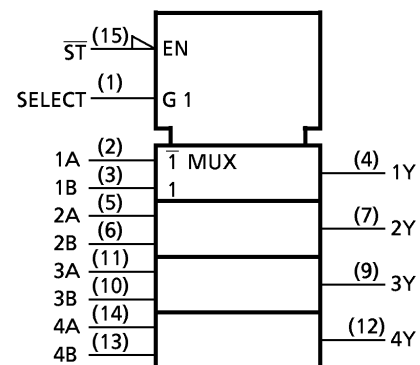 S̅T̅ (15) EN
SELECT (1) G 1
1A (2) 1̅ MUX (4) 1Y
1B (3) 1
2A (5) (7) 2Y
2B (6)
3A (11) (9) 3Y
3B (10)
4A (14) (12) 4Y
4B (13)